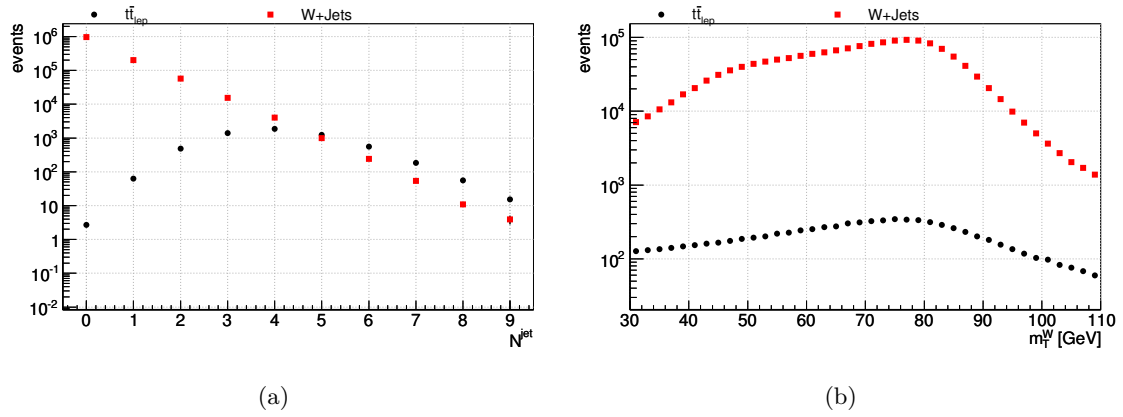 tt̄lep W+Jets
events
10⁶
10⁵
10⁴
10³
10²
10
1
10⁻¹
10⁻²
0 1 2 3 4 5 6 7 8 9
N^jet
(a)
tt̄lep W+Jets
events
10⁵
10⁴
10³
10²
30 40 50 60 70 80 90 100 110
m_T^W [GeV]
(b)